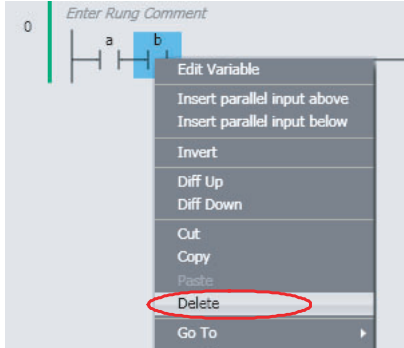 Enter Rung Comment
0
a b
Edit Variable
Insert parallel input above
Insert parallel input below
Invert
Diff Up
Diff Down
Cut
Copy
Paste
Delete
Go To